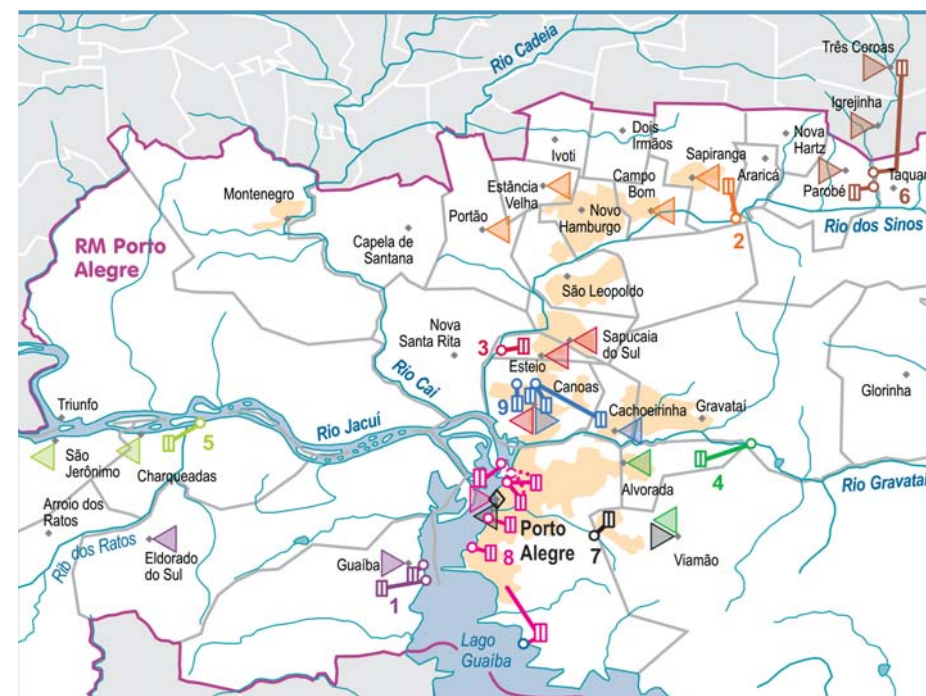 Rio Cadeia
Três Coroas
Igrejinha
Dois
Irmãos
Nova
Hartz
Ivoti
Sapiranga
Araricá
Campo
Bom
Parobé
6
Estância
Velha
Montenegro
Novo
Hamburgo
Portão
2
Rio dos Sinos
RM Porto
Alegre
Capela de
Santana
São Leopoldo
Nova
Santa Rita
3
Sapucaia
do Sul
Esteio
Rio Cai
Canoas
9
Glorinha
Triunfo
Cachoeirinha
Gravataí
Rio Jacuí
5
São
Jerônimo
Charqueadas
4
Alvorada
Rio Gravataí
Arroio dos
Ratos
Porto
Alegre
7
Viamão
Rib dos Ratos
Eldorado
do Sul
Guaíba
8
1
Lago
Guaíba